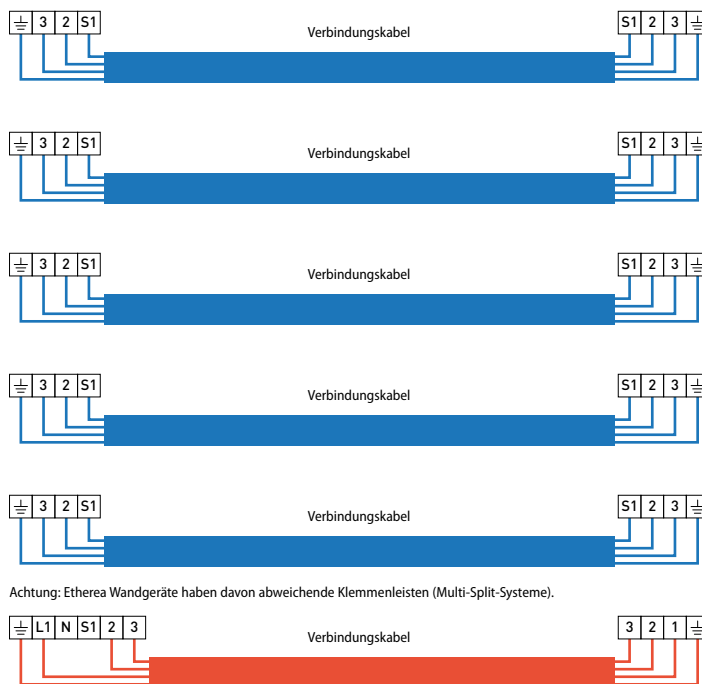 ⏚ 3 2 S1 Verbindungskabel S1 2 3 ⏚
⏚ 3 2 S1 Verbindungskabel S1 2 3 ⏚
⏚ 3 2 S1 Verbindungskabel S1 2 3 ⏚
⏚ 3 2 S1 Verbindungskabel S1 2 3 ⏚
⏚ 3 2 S1 Verbindungskabel S1 2 3 ⏚
Achtung: Etherea Wandgeräte haben davon abweichende Klemmenleisten (Multi-Split-Systeme).
⏚ L1 N S1 2 3 Verbindungskabel 3 2 1 ⏚